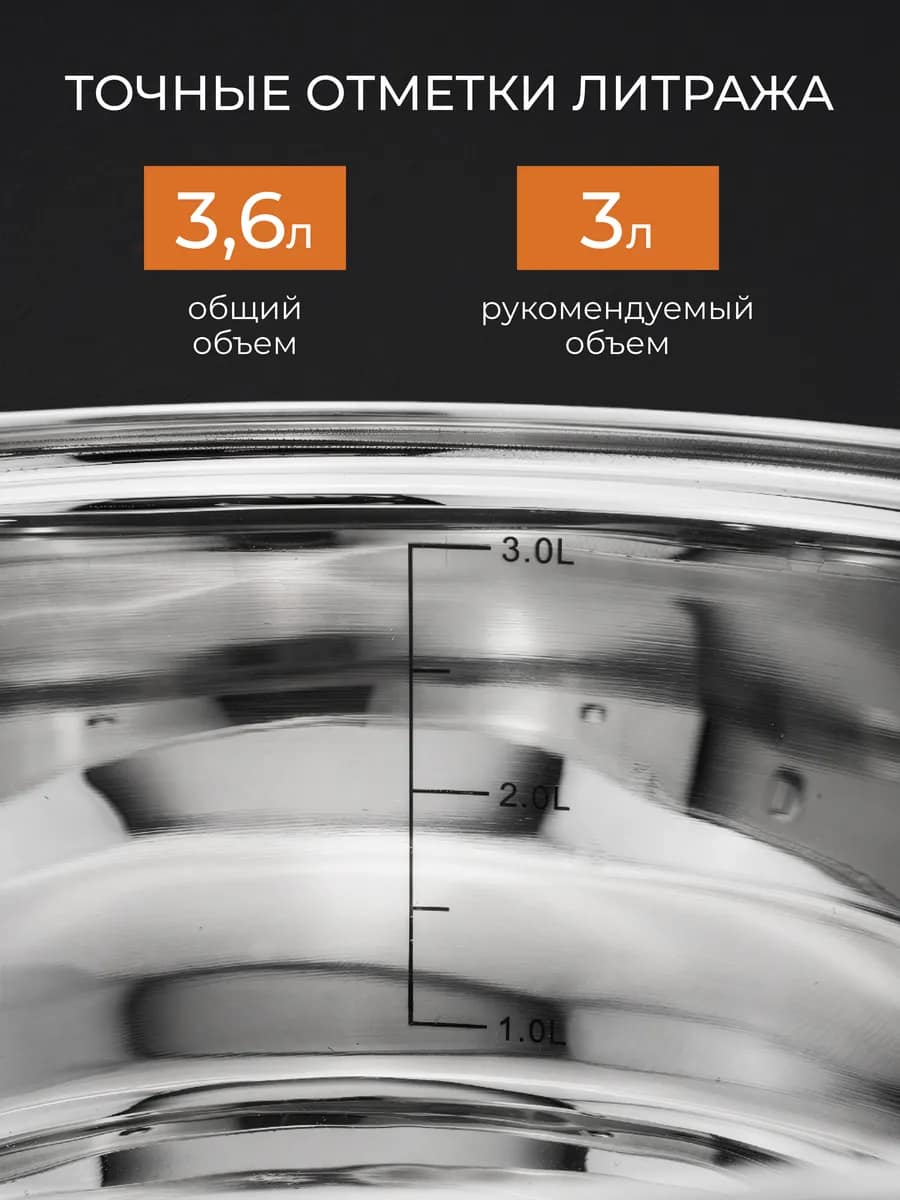 ТОЧНЫЕ ОТМЕТКИ ЛИТРАЖА
3,6л
3л
общий
объем
рукомендуемый
объем
3.0L
2.0L
1.0L